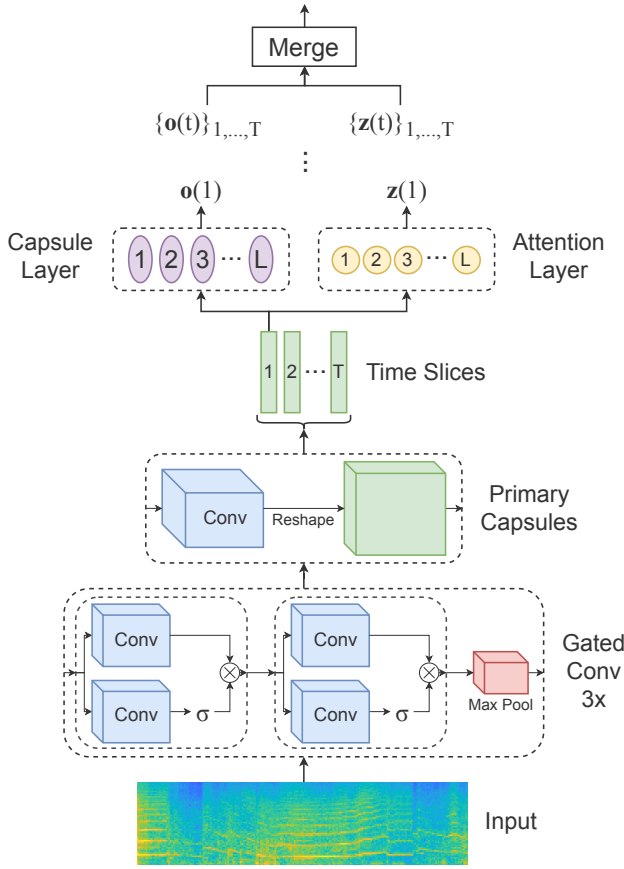 Merge
{o(t)}1,...,T {z(t)}1,...,T
⋮
o(1) z(1)
Capsule Layer
1 2 3 ··· L
1 2 3 ··· L
Attention Layer
1 2 ··· T
Time Slices
Conv
Reshape
Primary Capsules
Conv Conv
Conv σ Conv σ
Max Pool
Gated Conv 3x
Input